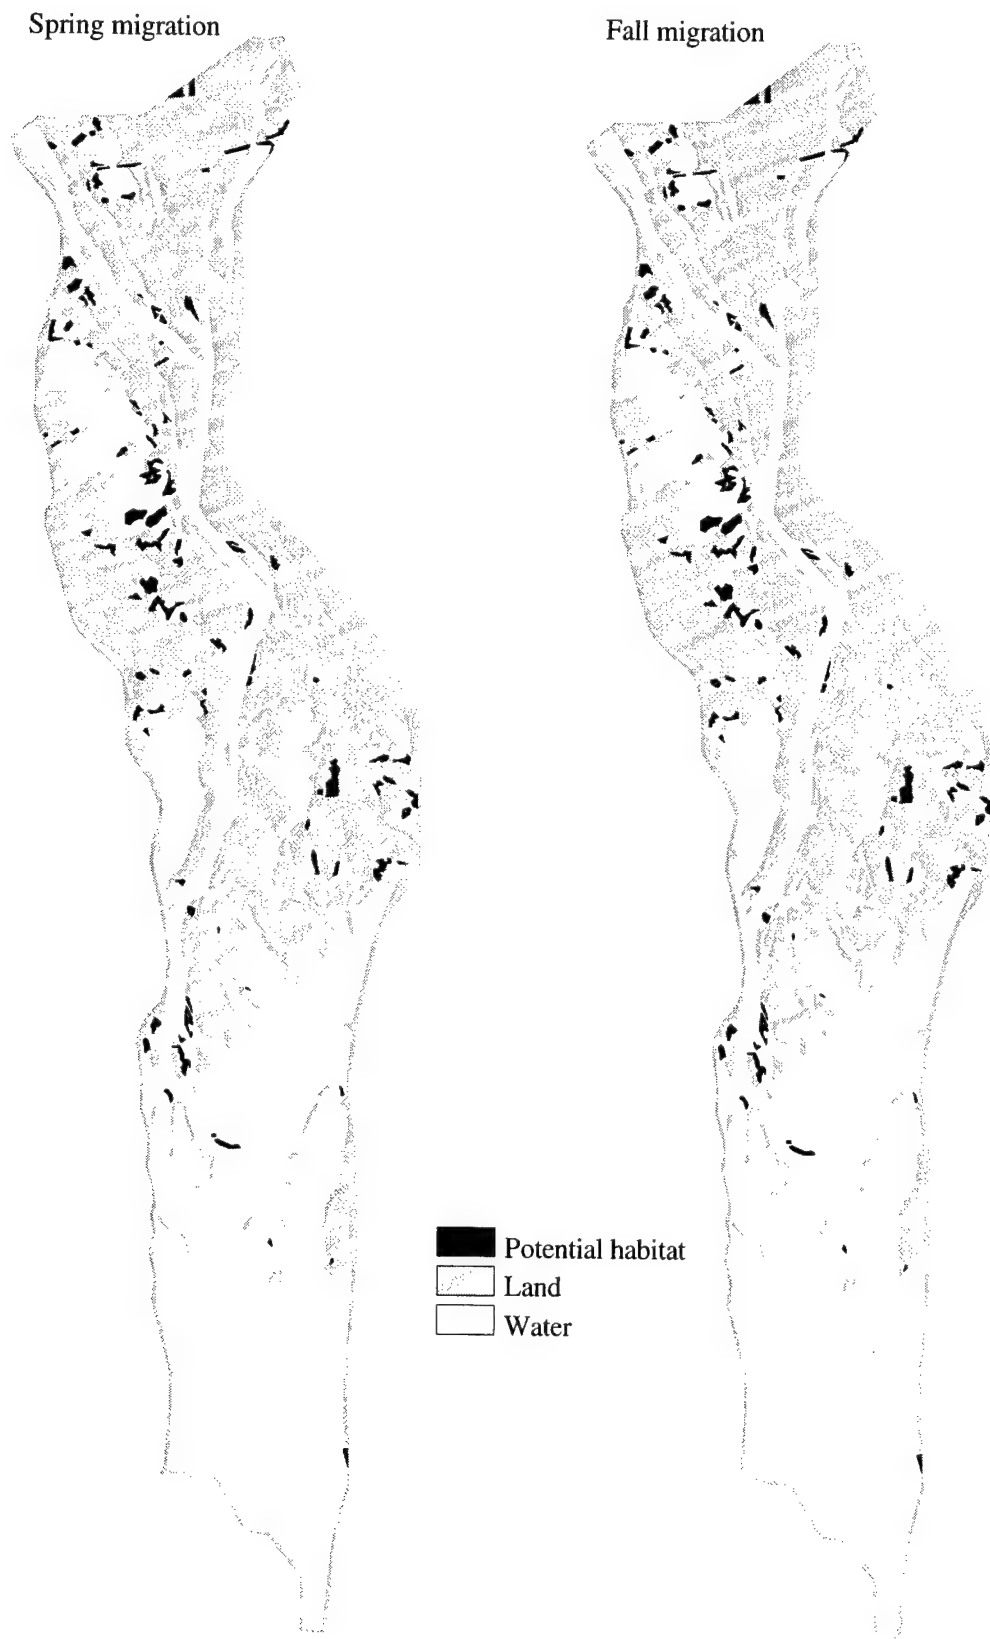 Spring migration
Fall migration
Potential habitat
Land
Water